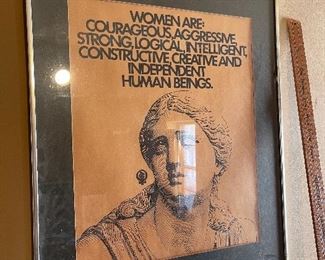 WOMEN ARE:
COURAGEOUS, AGGRESSIVE,
STRONG, LOGICAL, INTELLIGENT,
CONSTRUCTIVE, CREATIVE AND
INDEPENDENT
HUMAN BEINGS.